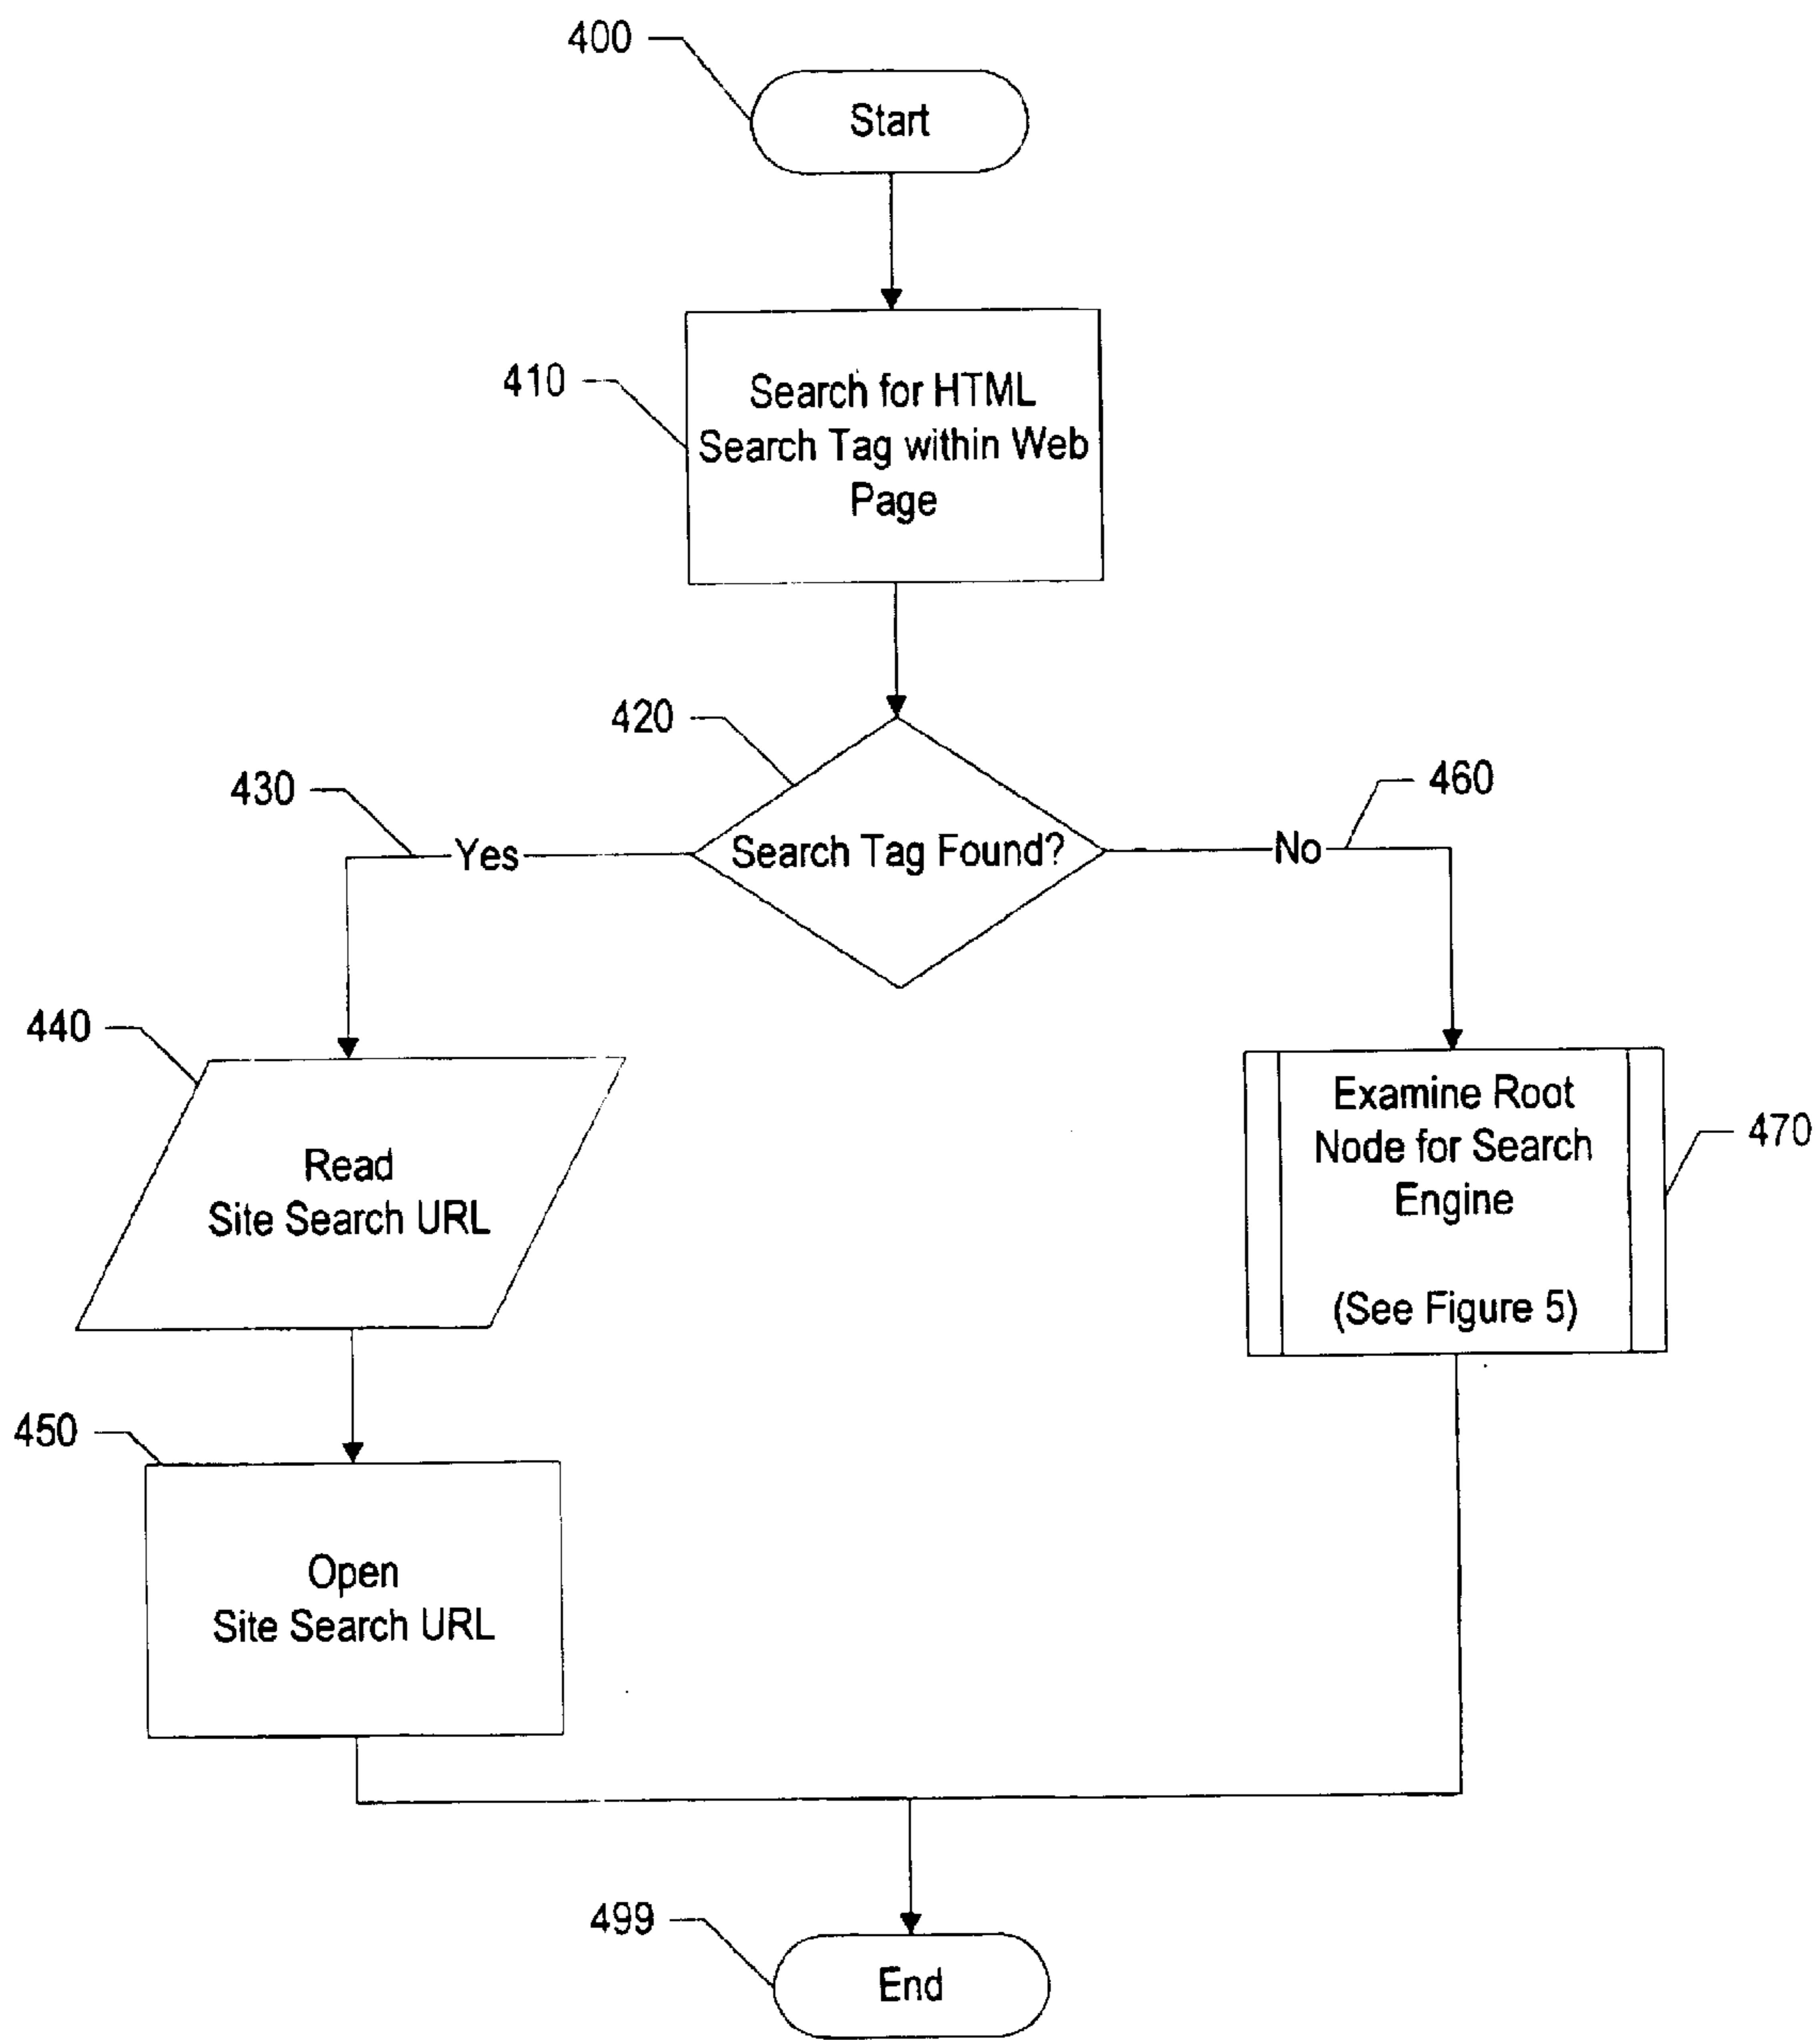 400
Start
410
Search for HTML
Search Tag within Web
Page
420
430
460
Yes
Search Tag Found?
No
440
Read
Site Search URL
Examine Root
Node for Search
Engine
(See Figure 5)
470
450
Open
Site Search URL
499
End